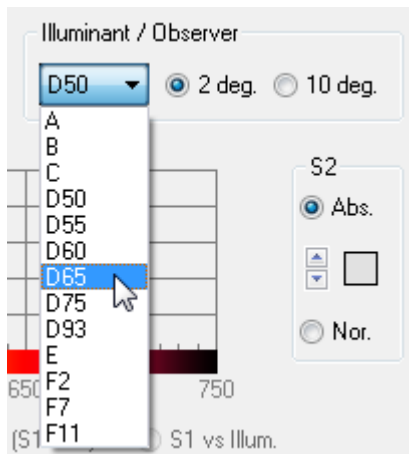 Illuminant / Observer
D50 2 deg. 10 deg.
A
B
C
D50
D55
D60
D65
D75
D93
E
F2
F7
F11
S2
Abs.
Nor.
750
(S1
S1 vs Illum.